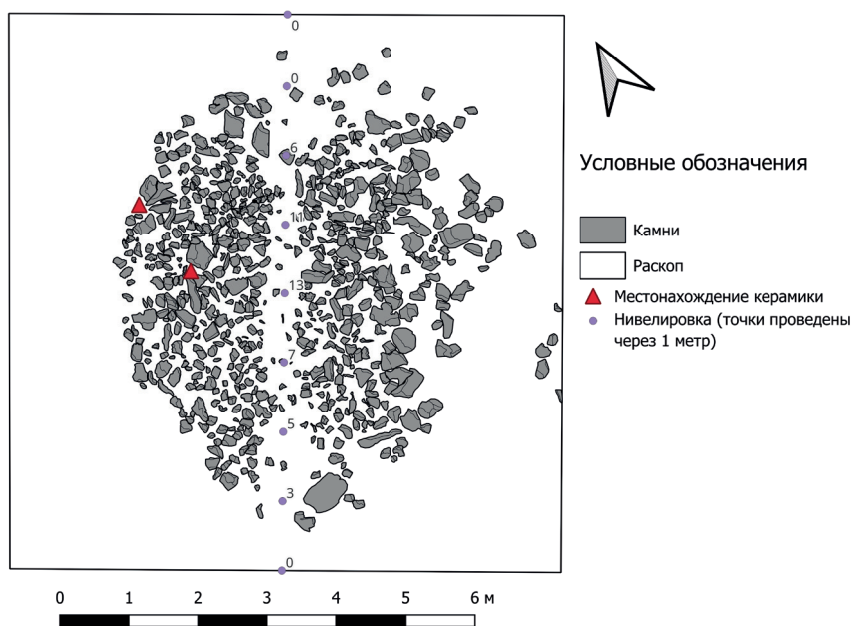 0
0
6
11
13
7
5
3
0
Условные обозначения
Камни
Раскоп
Местонахождение керамики
Нивелировка (точки проведены
через 1 метр)
0 1 2 3 4 5 6 м